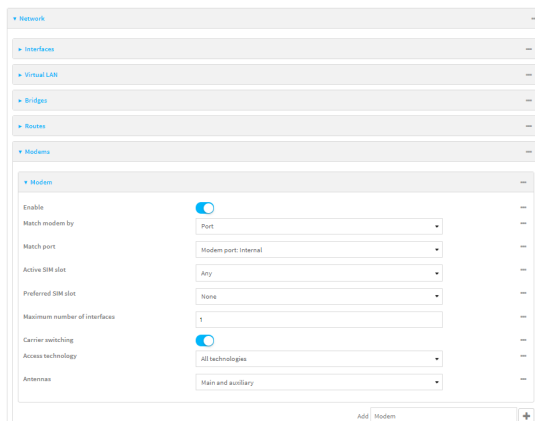 Network
Interfaces
Virtual LAN
Bridges
Routes
Modems
Modem
Enable
Match modem by Port
Match port Modem port: Internal
Active SIM slot Any
Preferred SIM slot None
Maximum number of interfaces 1
Carrier switching
Access technology All technologies
Antennas Main and auxiliary
Add Modem